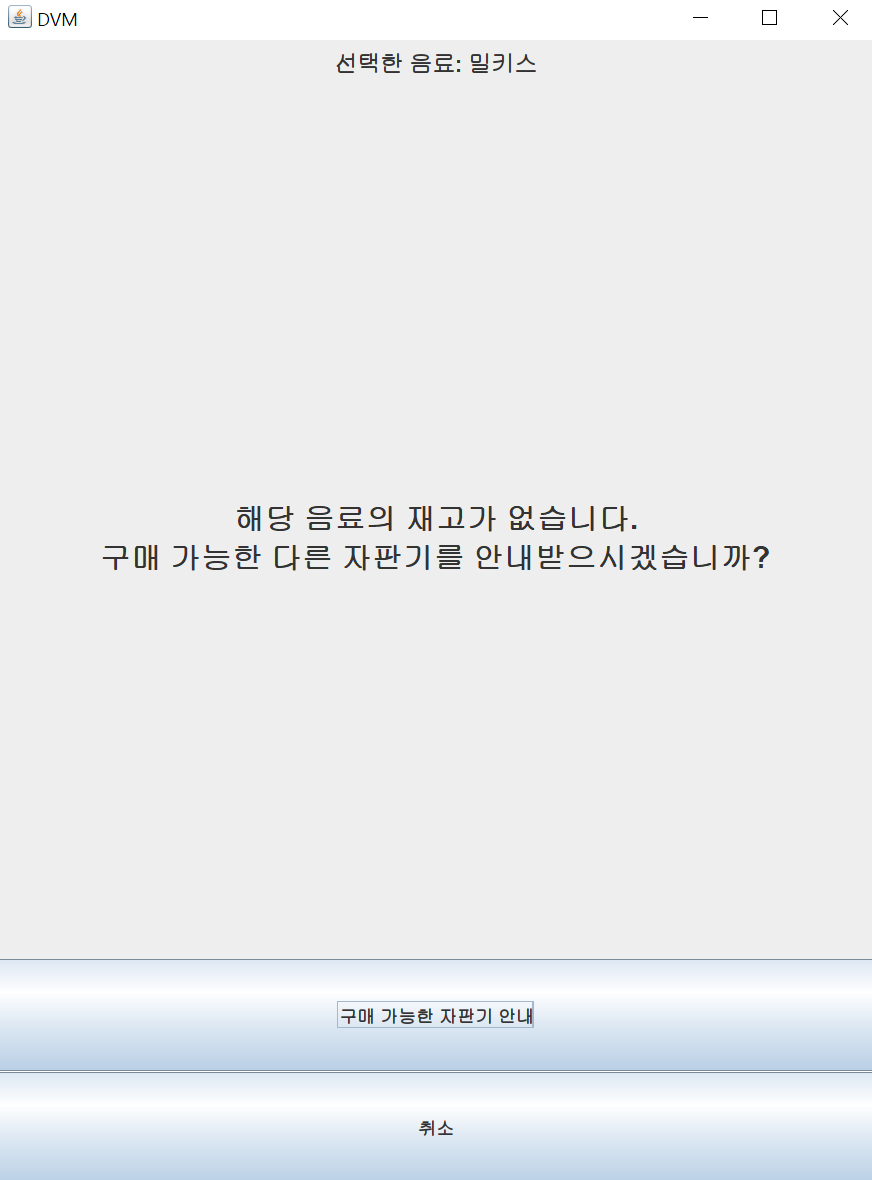 DVM
선택한 음료: 밀키스
해당 음료의 재고가 없습니다.
구매 가능한 다른 자판기를 안내받으시겠습니까?
구매 가능한 자판기 안내
취소